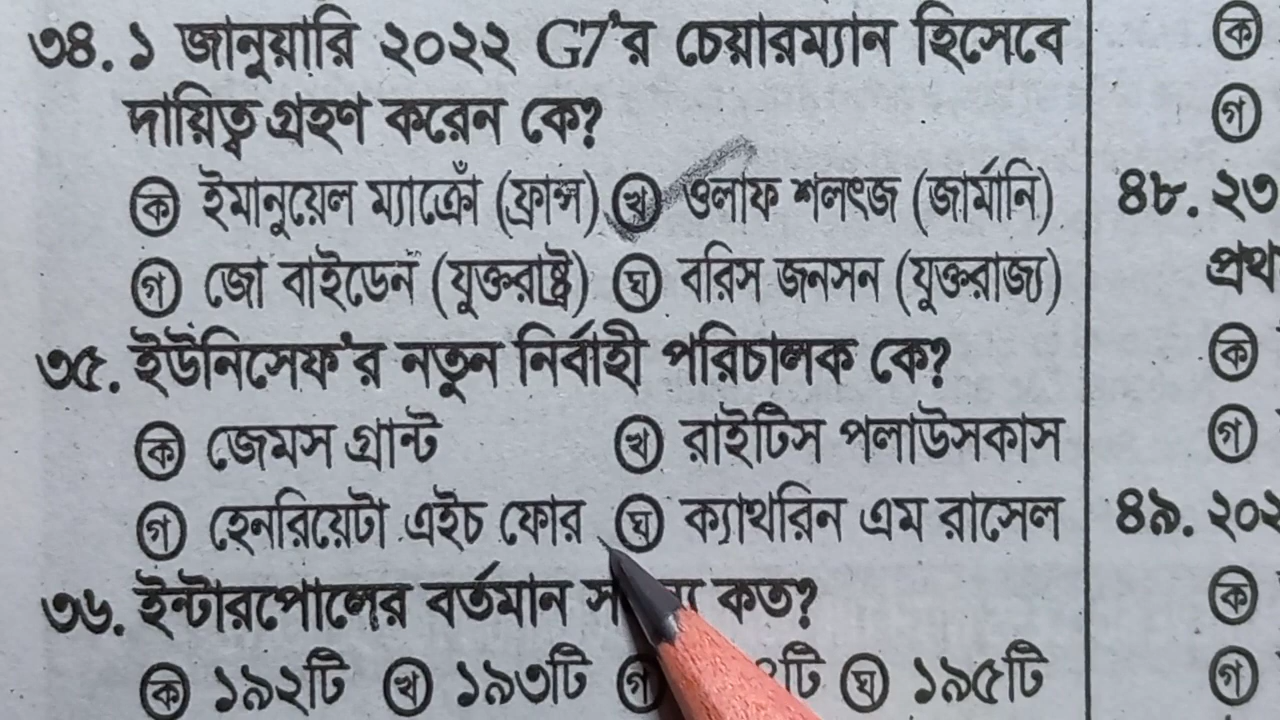 ৩৪. ১ জানুয়ারি ২০২২ G7'র চেয়ারম্যান হিসেবে
দায়িত্ব গ্রহণ করেন কে?
ক ইমানুয়েল ম্যাক্রোঁ (ফ্রান্স) খ ওলাফ শলৎজ (জার্মানি)
গ জো বাইডেন (যুক্তরাষ্ট্র) ঘ বরিস জনসন (যুক্তরাজ্য)
৩৫. ইউনিসেফ'র নতুন নির্বাহী পরিচালক কে?
ক জেমস গ্রান্ট খ রাইটিস পলাউসকাস
গ হেনরিয়েটা এইচ ফোর ঘ ক্যাথরিন এম রাসেল
৩৬. ইন্টারপোলের বর্তমান কত?
ক ১৯২টি খ ১৯৩টি গ টি ঘ ১৯৫টি
ক
গ
৪৮. ২৩
প্রথ
ক
গ
৪৯. ২০২
ক
গ